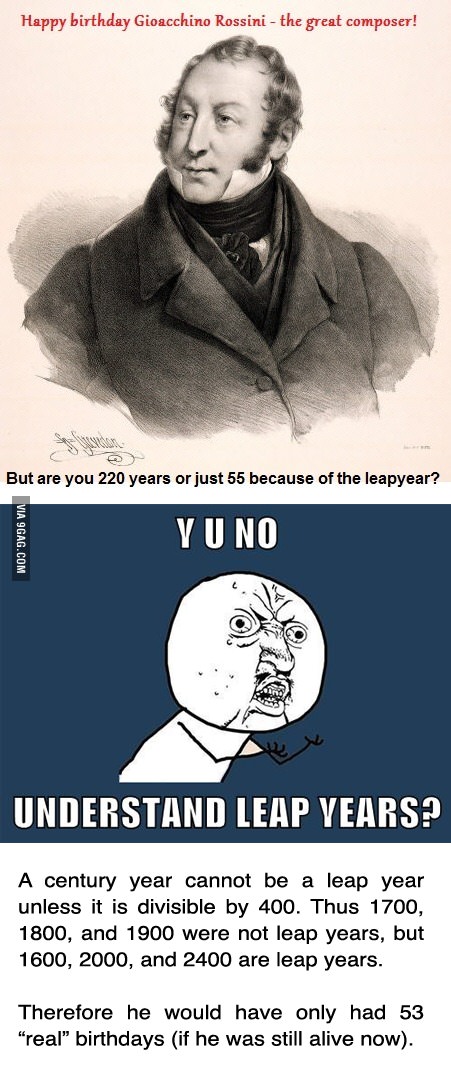 Happy birthday Gioacchino Rossini - the great composer!
But are you 220 years or just 55 because of the leapyear?
VIA 9GAG.COM
Y U NO
UNDERSTAND LEAP YEARS?
A century year cannot be a leap year
unless it is divisible by 400. Thus 1700,
1800, and 1900 were not leap years, but
1600, 2000, and 2400 are leap years.
Therefore he would have only had 53
“real” birthdays (if he was still alive now).